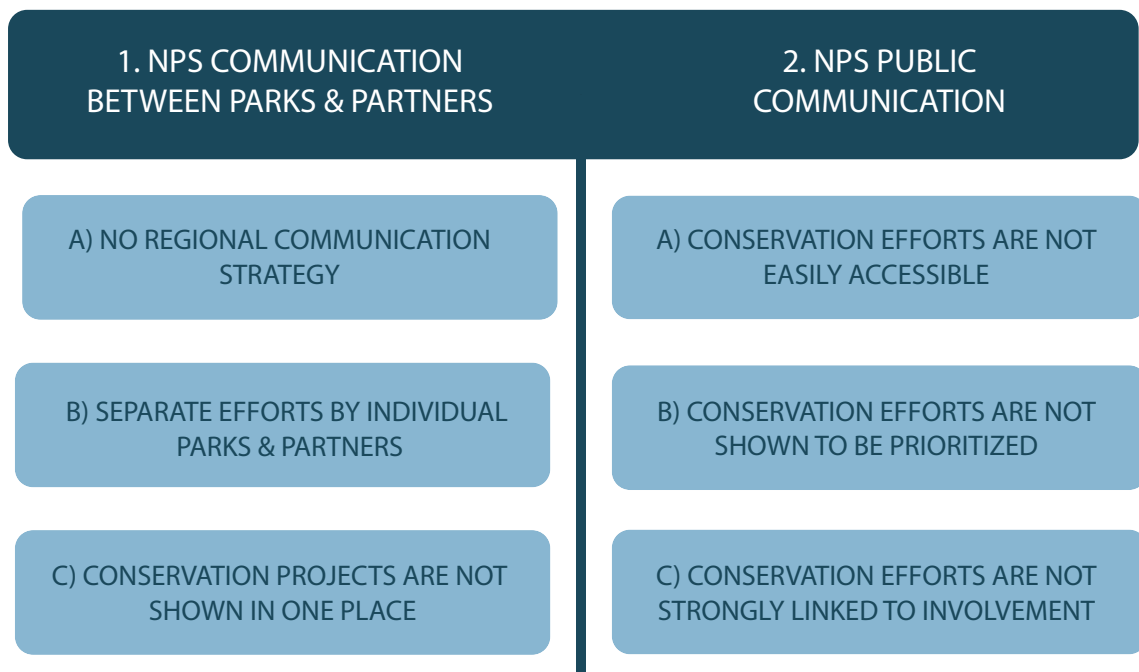 1. NPS COMMUNICATION
BETWEEN PARKS & PARTNERS
2. NPS PUBLIC
COMMUNICATION
A) NO REGIONAL COMMUNICATION
STRATEGY
A) CONSERVATION EFFORTS ARE NOT
EASILY ACCESSIBLE
B) SEPARATE EFFORTS BY INDIVIDUAL
PARKS & PARTNERS
B) CONSERVATION EFFORTS ARE NOT
SHOWN TO BE PRIORITIZED
C) CONSERVATION PROJECTS ARE NOT
SHOWN IN ONE PLACE
C) CONSERVATION EFFORTS ARE NOT
STRONGLY LINKED TO INVOLVEMENT